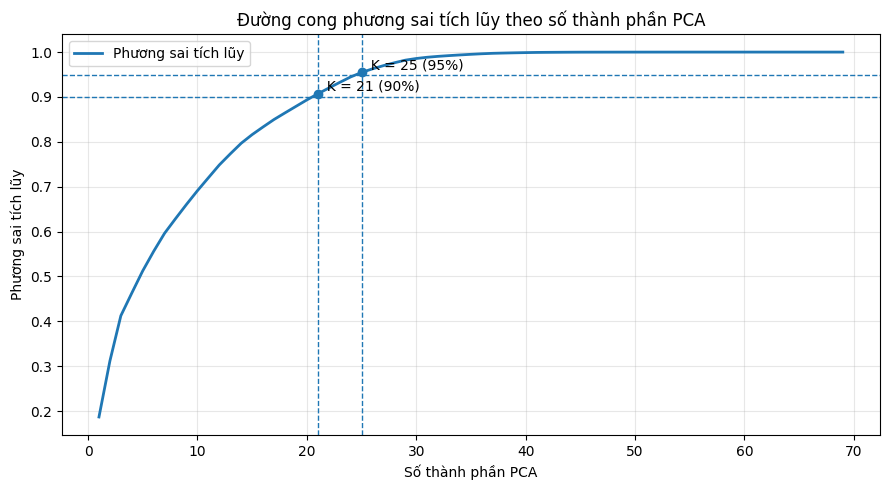 Đường cong phương sai tích lũy theo số thành phần PCA
Phương sai tích lũy
K = 25 (95%)
K = 21 (90%)
Phương sai tích lũy
1.0
0.9
0.8
0.7
0.6
0.5
0.4
0.3
0.2
0 10 20 30 40 50 60 70
Số thành phần PCA